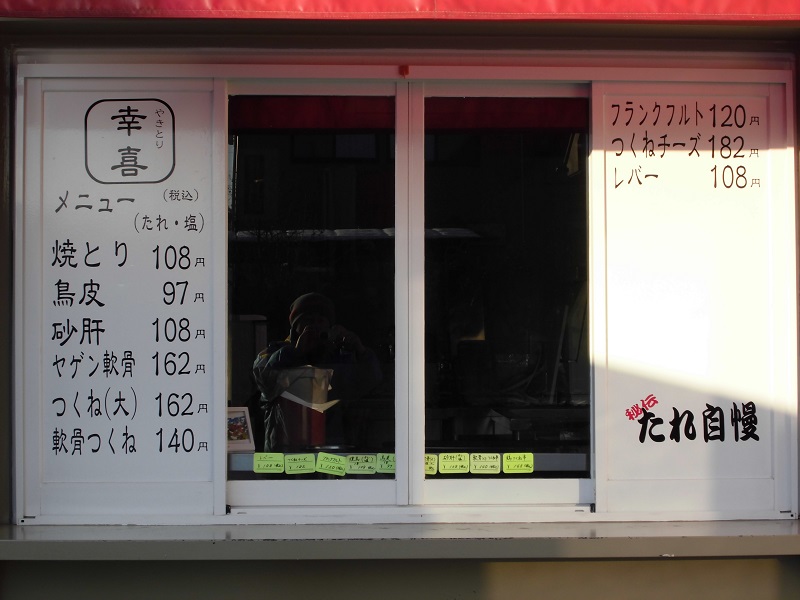 やきとり
幸喜
メニュー (税込)
(たれ・塩)
焼とり 108円
鳥皮 97円
砂肝 108円
ヤゲン軟骨 162円
つくね(大) 162円
軟骨つくね 140円
フランクフルト 120円
つくねチーズ 182円
レバー 108円
秘伝
たれ自慢
レバー